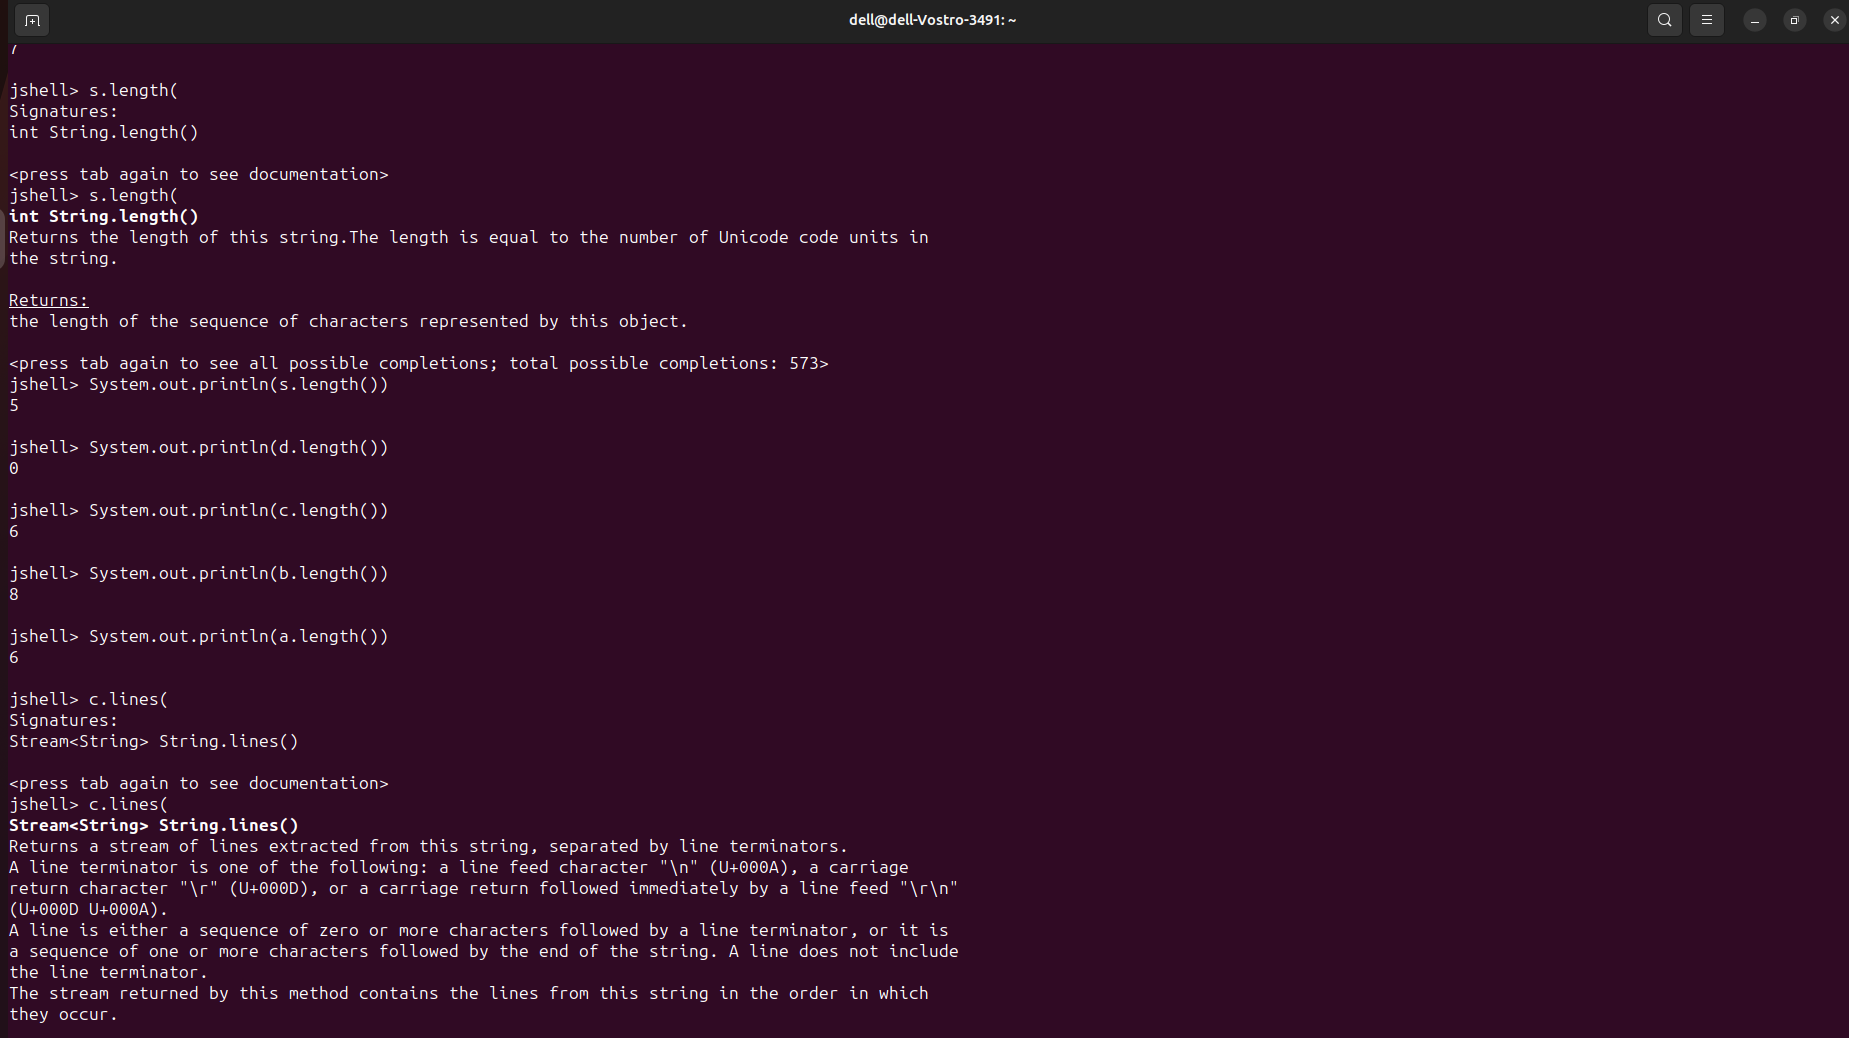 dell@dell-Vostro-3491: ~
7
jshell> s.length(
Signatures:
int String.length()
<press tab again to see documentation>
jshell> s.length(
int String.length()
Returns the length of this string.The length is equal to the number of Unicode code units in
the string.
Returns:
the length of the sequence of characters represented by this object.
<press tab again to see all possible completions; total possible completions: 573>
jshell> System.out.println(s.length())
5
jshell> System.out.println(d.length())
0
jshell> System.out.println(c.length())
6
jshell> System.out.println(b.length())
8
jshell> System.out.println(a.length())
6
jshell> c.lines(
Signatures:
Stream<String> String.lines()
<press tab again to see documentation>
jshell> c.lines(
Stream<String> String.lines()
Returns a stream of lines extracted from this string, separated by line terminators.
A line terminator is one of the following: a line feed character "\n" (U+000A), a carriage
return character "\r" (U+000D), or a carriage return followed immediately by a line feed "\r\n"
(U+000D U+000A).
A line is either a sequence of zero or more characters followed by a line terminator, or it is
a sequence of one or more characters followed by the end of the string. A line does not include
the line terminator.
The stream returned by this method contains the lines from this string in the order in which
they occur.